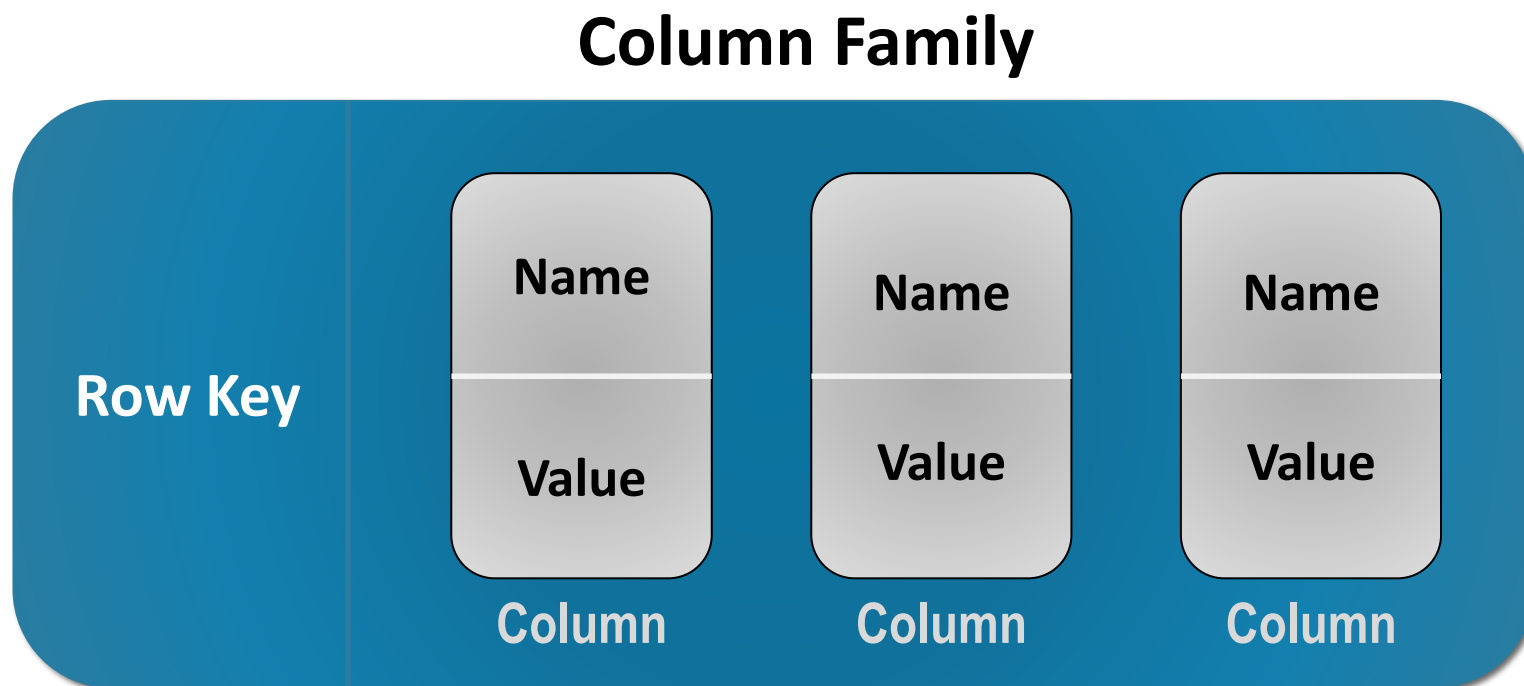 Column Family
Name
Name
Name
Row Key
Value
Value
Value
Column
Column
Column